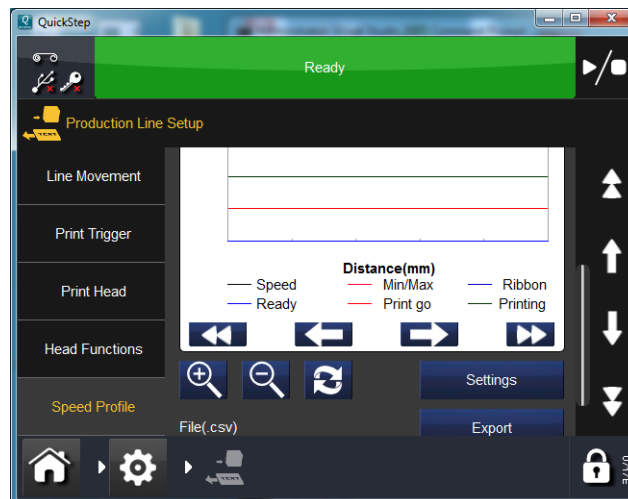 QuickStep
Ready
TEXT
Production Line Setup
Line Movement
Print Trigger
Print Head
Head Functions
Speed Profile
Distance(mm)
Speed Min/Max Ribbon
Ready Print go Printing
Settings
File(.csv)
Export